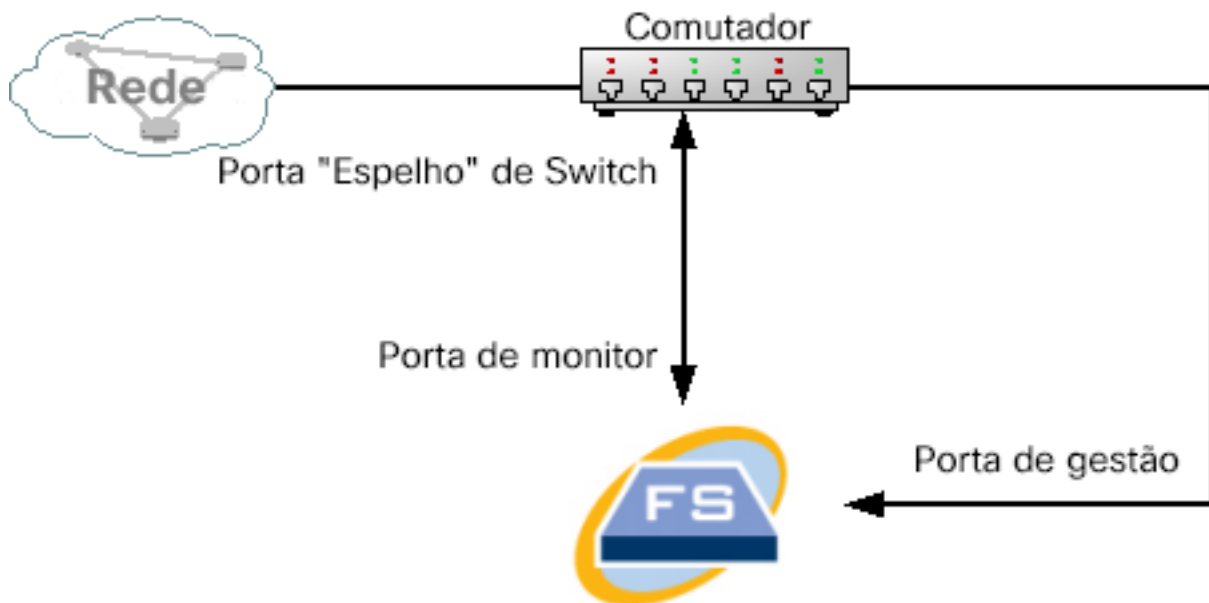 Comutador
Rede
Porta "Espelho" de Switch
Porta de monitor
Porta de gestão
FS